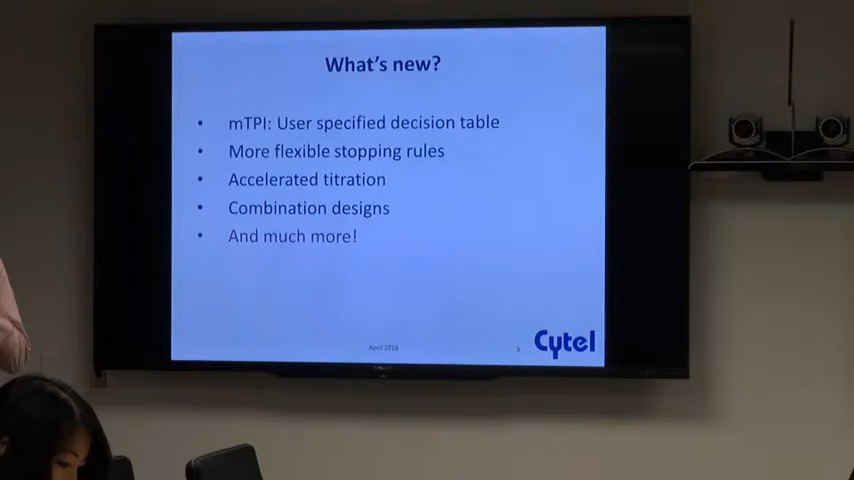 What's new?
• mTPI: User specified decision table
• More flexible stopping rules
• Accelerated titration
• Combination designs
• And much more!
April 2016
3
Cytel